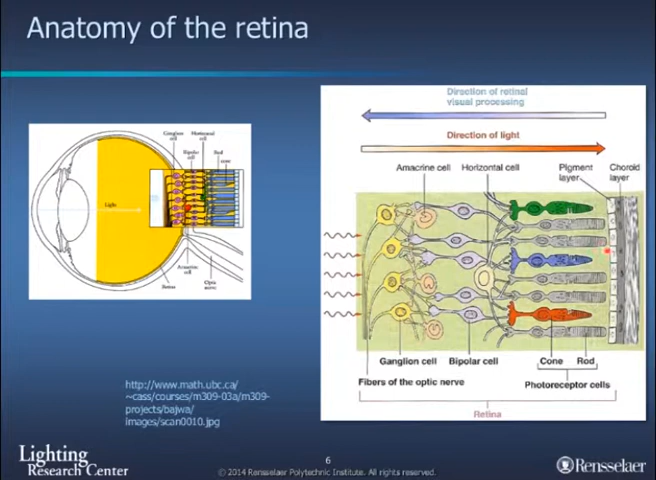 Anatomy of the retina
Ganglion cell
Horizontal cell
Bipolar cell
Rod
cone
Light
Amacrine cell
Optic nerve
Retina
Direction of retinal
visual processing
Direction of light
Amacrine cell
Horizontal cell
Pigment layer
Choroid layer
Ganglion cell
Bipolar cell
Cone
Rod
Fibers of the optic nerve
Photoreceptor cells
Retina
http://www.math.ubc.ca/
~cass/courses/m309-03a/m309-
projects/bajwa/
images/scan0010.jpg
6
Lighting
Research Center
© 2014 Rensselaer Polytechnic Institute. All rights reserved.
Rensselaer